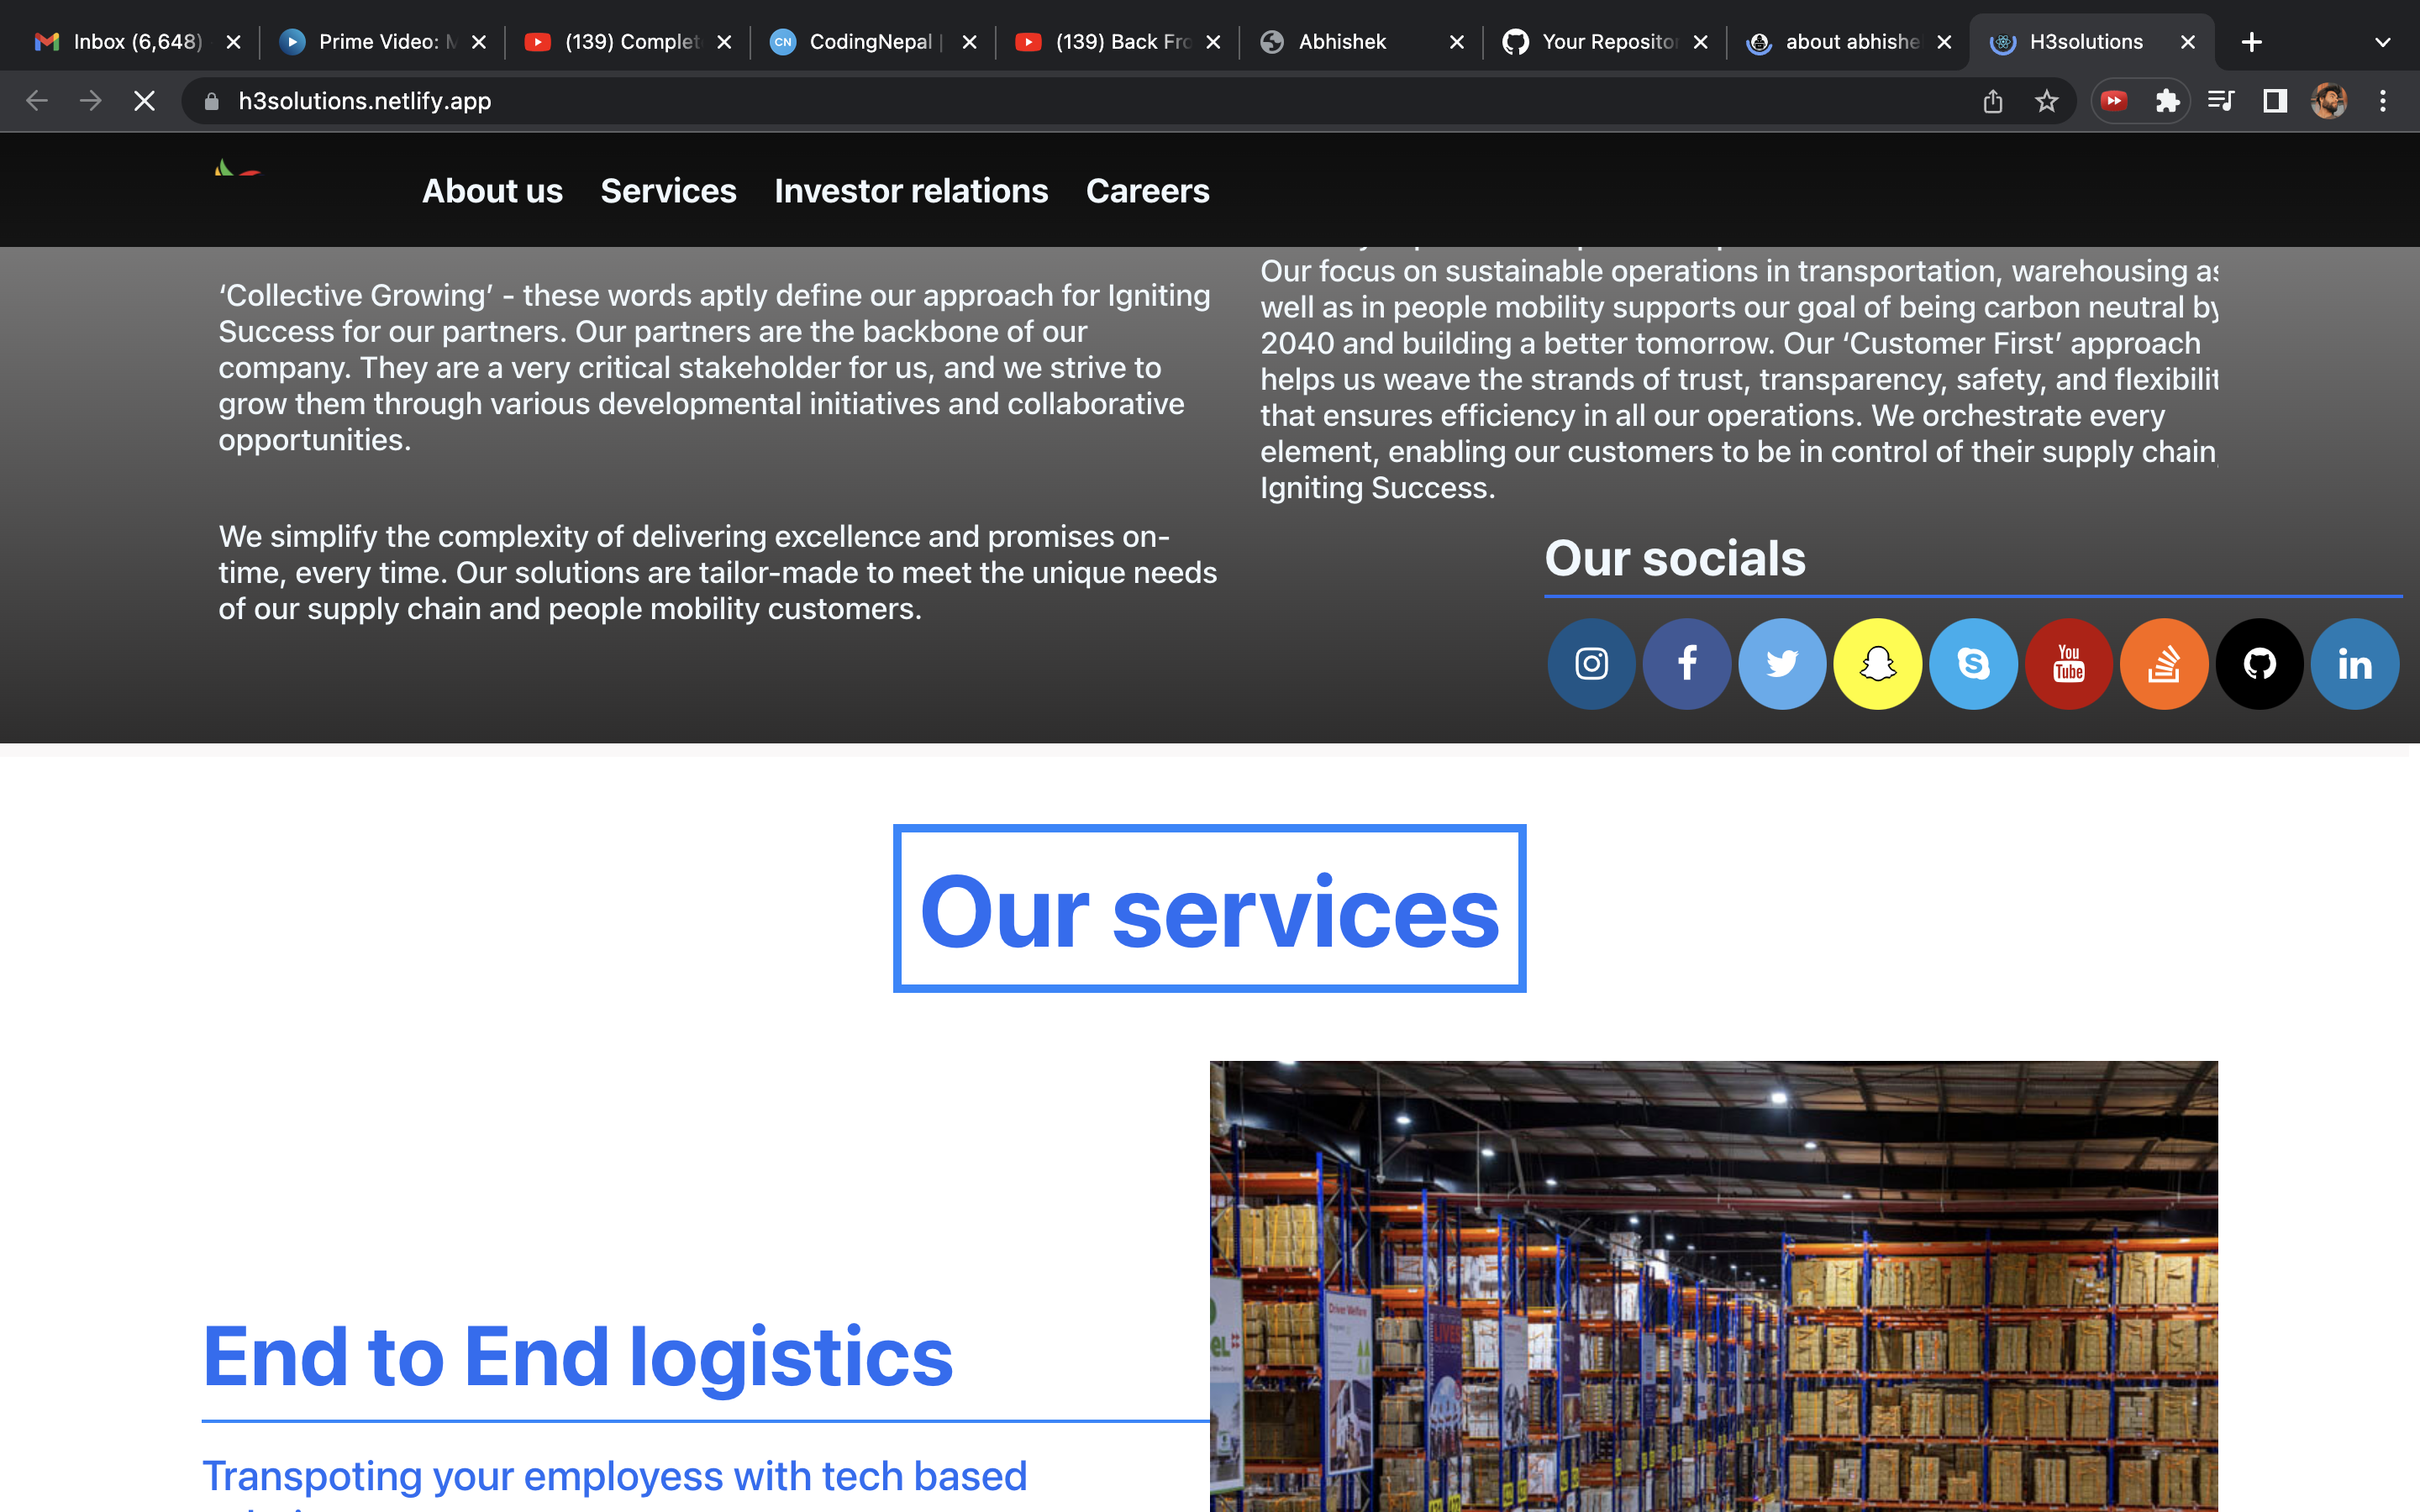 Inbox (6,648)
Prime Video:
(139) Complet
CodingNepal |
(139) Back Fro
Abhishek
Your Reposito
about abhishe
H3solutions
h3solutions.netlify.app
About us
Services
Investor relations
Careers
‘Collective Growing’ - these words aptly define our approach for Igniting
Success for our partners. Our partners are the backbone of our
company. They are a very critical stakeholder for us, and we strive to
grow them through various developmental initiatives and collaborative
opportunities.
We simplify the complexity of delivering excellence and promises on-
time, every time. Our solutions are tailor-made to meet the unique needs
of our supply chain and people mobility customers.
Our focus on sustainable operations in transportation, warehousing as
well as in people mobility supports our goal of being carbon neutral by
2040 and building a better tomorrow. Our ‘Customer First’ approach
helps us weave the strands of trust, transparency, safety, and flexibilit
that ensures efficiency in all our operations. We orchestrate every
element, enabling our customers to be in control of their supply chain,
Igniting Success.
Our socials
You
Tube
Our services
End to End logistics
Transpoting your employess with tech based
Driver Welfare